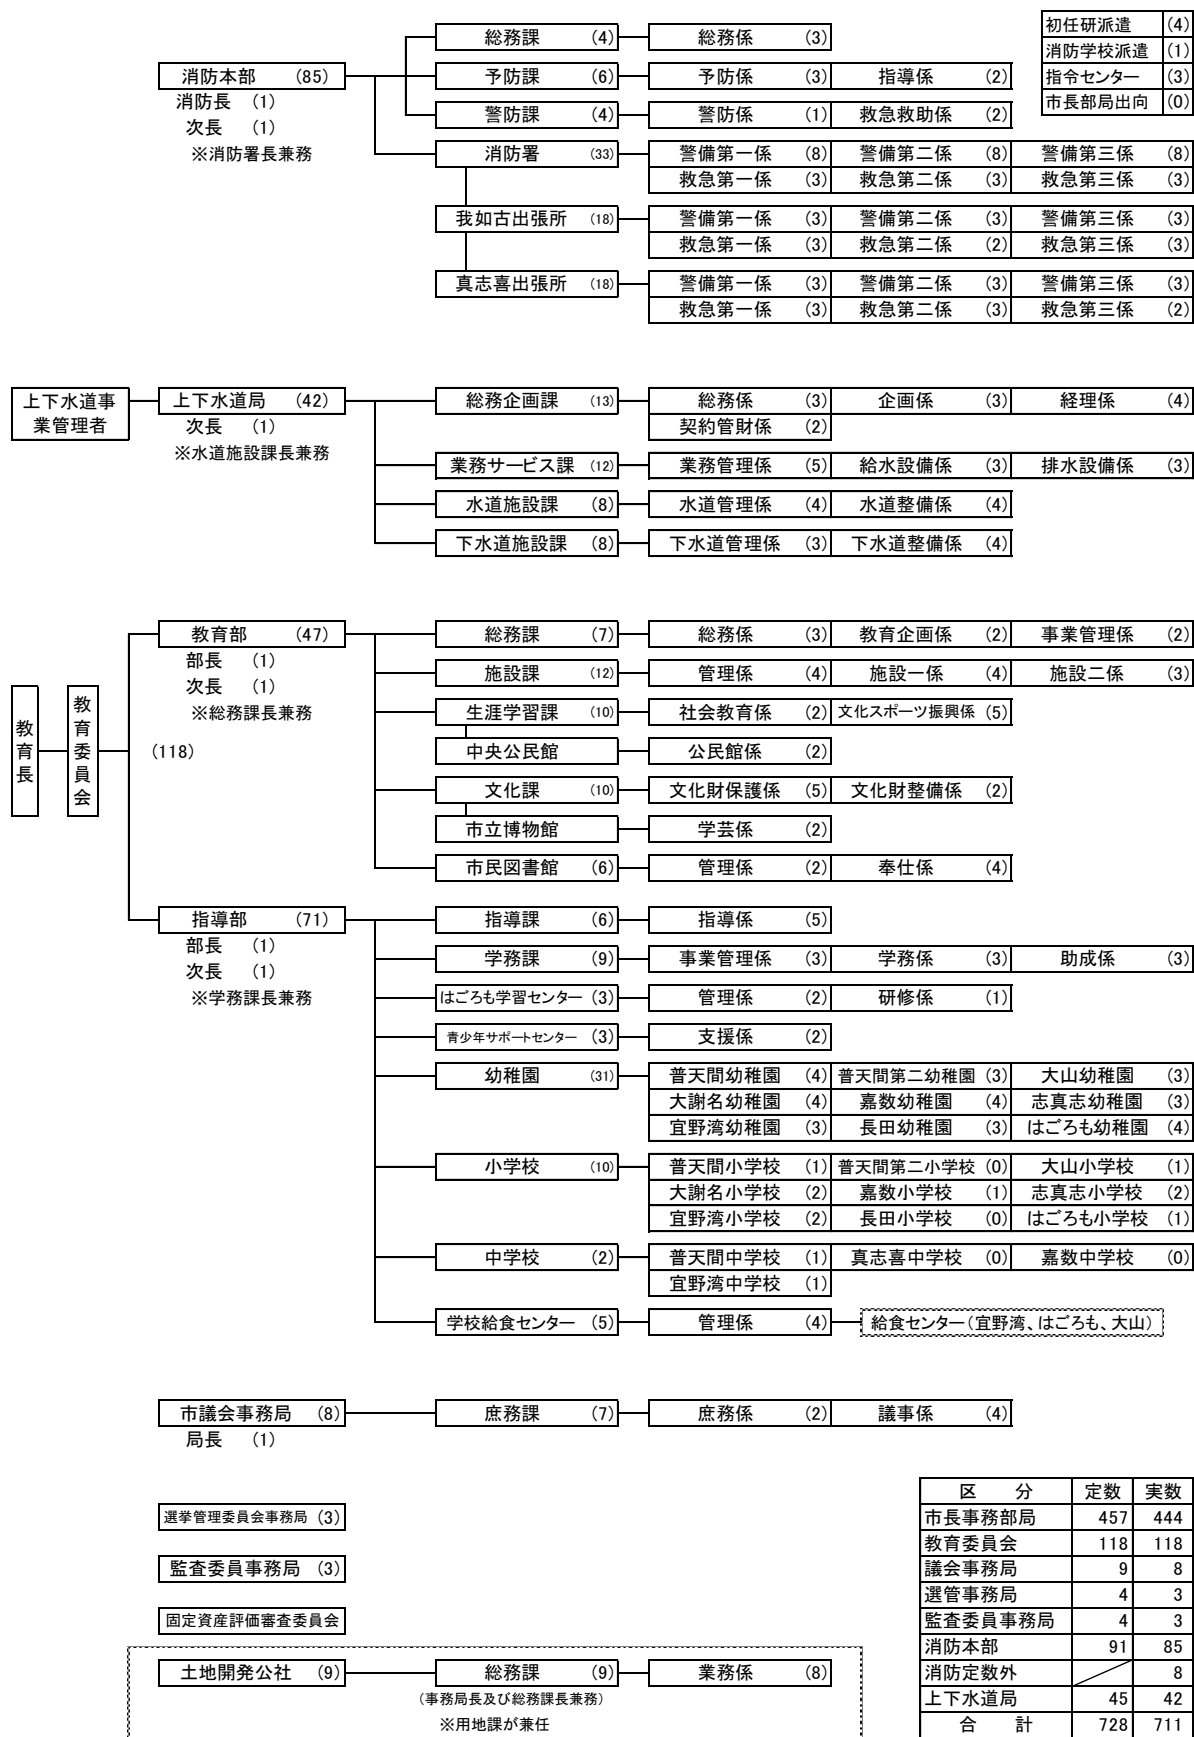 総務課 (4) 総務係 (3)
初任研派遣 (4)
消防学校派遣 (1)
指令センター (3)
市長部局出向 (0)
消防本部 (85) 予防課 (6) 予防係 (3) 指導係 (2)
消防長 (1)
警防課 (4) 警防係 (1) 救急救助係 (2)
次長 (1)
※消防署長兼務 消防署 (33) 警備第一係 (8) 警備第二係 (8) 警備第三係 (8)
救急第一係 (3) 救急第二係 (3) 救急第三係 (3)
我如古出張所 (18) 警備第一係 (3) 警備第二係 (3) 警備第三係 (3)
救急第一係 (3) 救急第二係 (2) 救急第三係 (3)
真志喜出張所 (18) 警備第一係 (3) 警備第二係 (3) 警備第三係 (3)
救急第一係 (3) 救急第二係 (3) 救急第三係 (2)
上下水道事
業管理者
上下水道局 (42) 総務企画課 (13) 総務係 (3) 企画係 (3) 経理係 (4)
次長 (1) 契約管財係 (2)
※水道施設課長兼務
業務サービス課 (12) 業務管理係 (5) 給水設備係 (3) 排水設備係 (3)
水道施設課 (8) 水道管理係 (4) 水道整備係 (4)
下水道施設課 (8) 下水道管理係 (3) 下水道整備係 (4)
教育長
教育委員会
(118)
教育部 (47) 総務課 (7) 総務係 (3) 教育企画係 (2) 事業管理係 (2)
部長 (1)
施設課 (12) 管理係 (4) 施設一係 (4) 施設二係 (3)
次長 (1)
※総務課長兼務 生涯学習課 (10) 社会教育係 (2) 文化スポーツ振興係 (5)
中央公民館 公民館係 (2)
文化課 (10) 文化財保護係 (5) 文化財整備係 (2)
市立博物館 学芸係 (2)
市民図書館 (6) 管理係 (2) 奉仕係 (4)
指導部 (71) 指導課 (6) 指導係 (5)
部長 (1)
学務課 (9) 事業管理係 (3) 学務係 (3) 助成係 (3)
次長 (1)
※学務課長兼務 はごろも学習センター (3) 管理係 (2) 研修係 (1)
青少年サポートセンター (3) 支援係 (2)
幼稚園 (31) 普天間幼稚園 (4) 普天間第二幼稚園 (3) 大山幼稚園 (3)
大謝名幼稚園 (4) 嘉数幼稚園 (4) 志真志幼稚園 (3)
宜野湾幼稚園 (3) 長田幼稚園 (3) はごろも幼稚園 (4)
小学校 (10) 普天間小学校 (1) 普天間第二小学校 (0) 大山小学校 (1)
大謝名小学校 (2) 嘉数小学校 (1) 志真志小学校 (2)
宜野湾小学校 (2) 長田小学校 (0) はごろも小学校 (1)
中学校 (2) 普天間中学校 (1) 真志喜中学校 (0) 嘉数中学校 (0)
宜野湾中学校 (1)
学校給食センター (5) 管理係 (4) 給食センター(宜野湾、はごろも、大山)
市議会事務局 (8) 庶務課 (7) 庶務係 (2) 議事係 (4)
局長 (1)
選挙管理委員会事務局 (3)
監査委員事務局 (3)
固定資産評価審査委員会
土地開発公社 (9) 総務課 (9) 業務係 (8)
(事務局長及び総務課長兼務)
※用地課が兼任
区 分 定数 実数
市長事務部局 457 444
教育委員会 118 118
議会事務局 9 8
選管事務局 4 3
監査委員事務局 4 3
消防本部 91 85
消防定数外 8
上下水道局 45 42
合 計 728 711